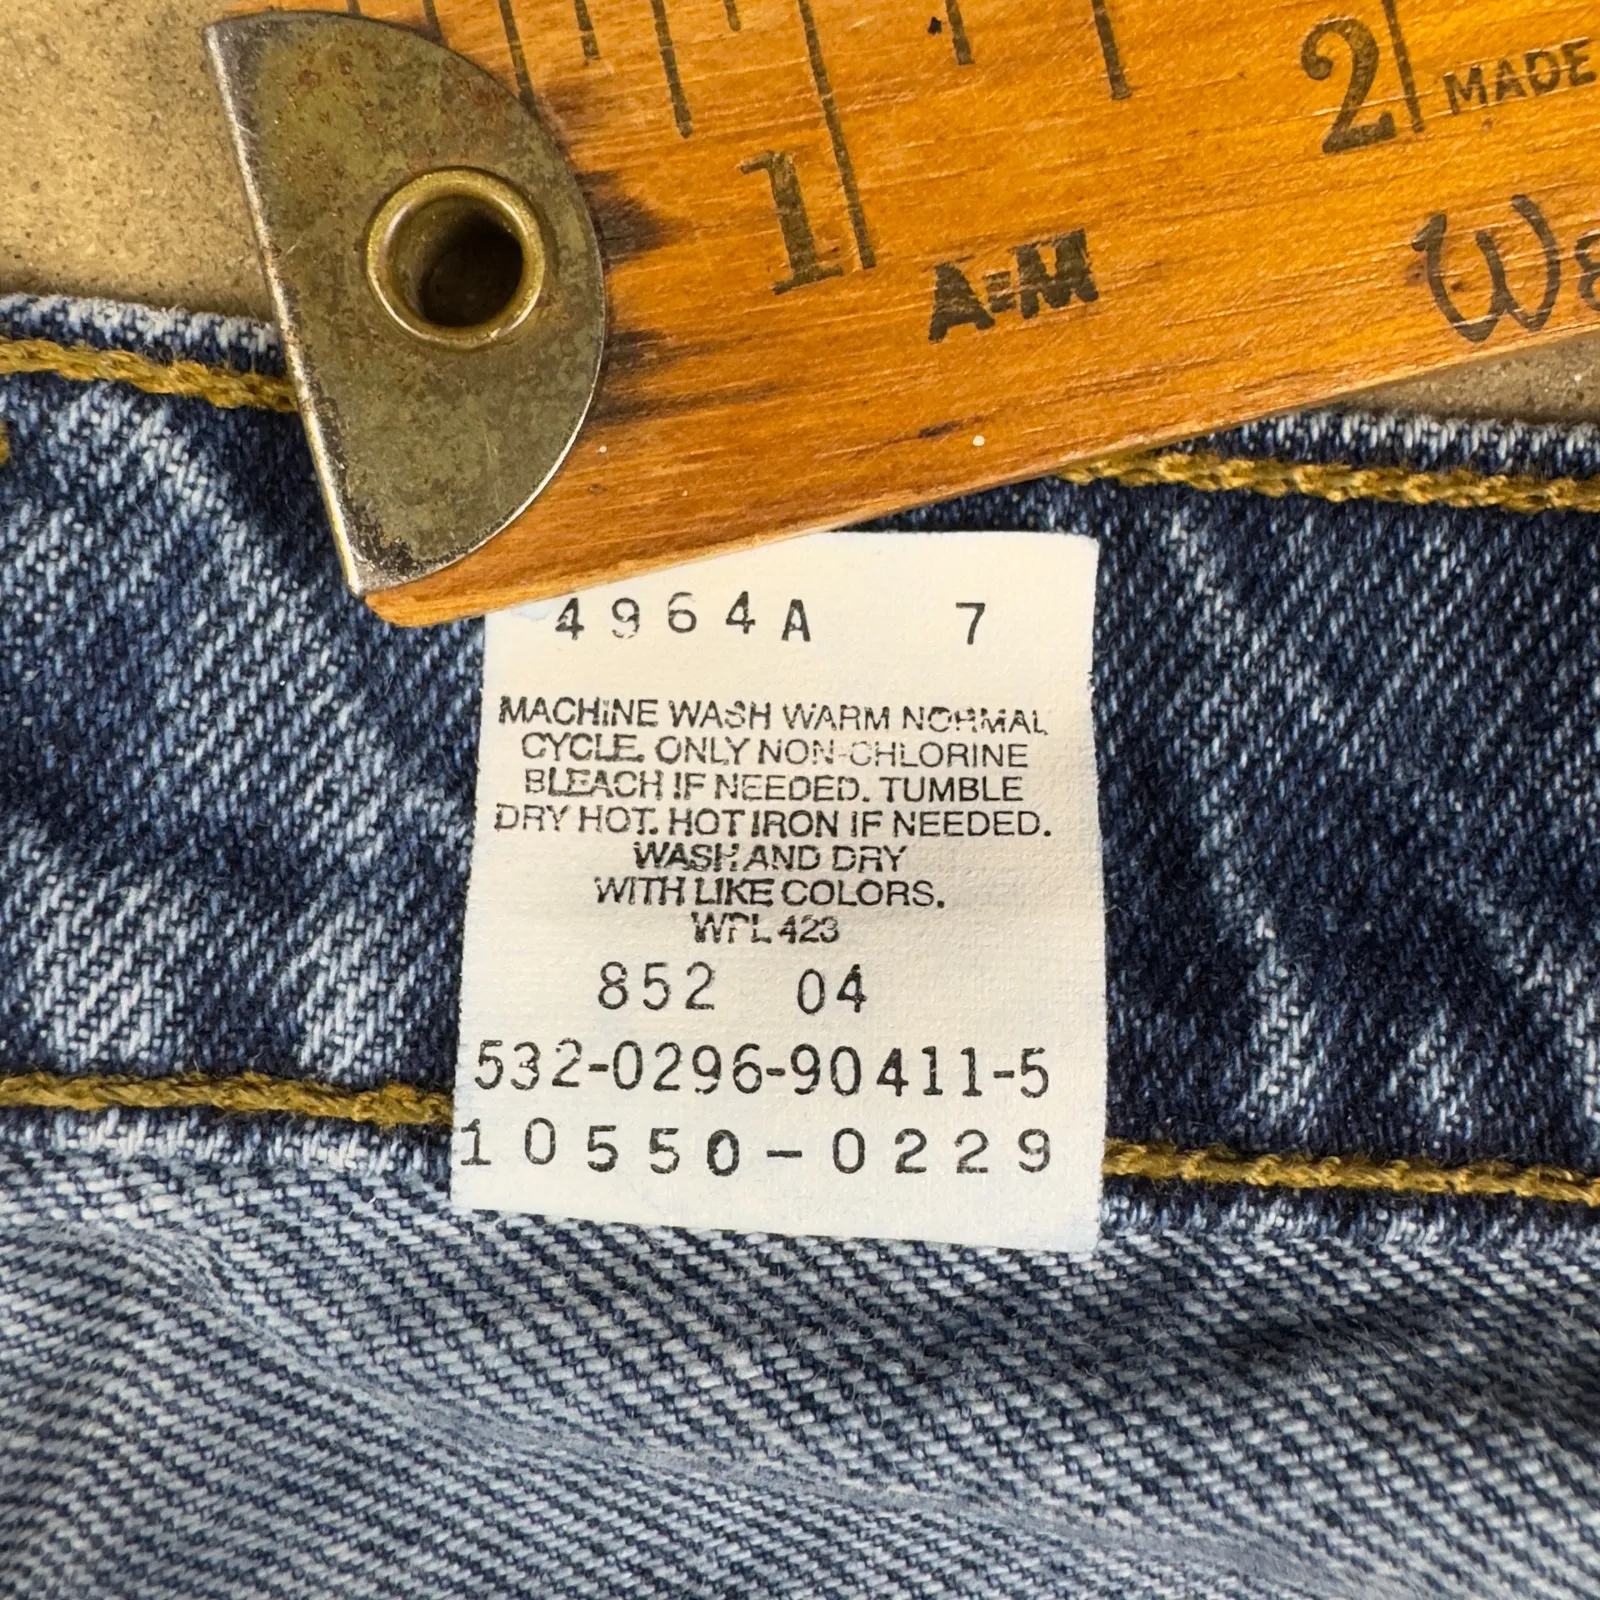 1
2
MADE
A=M
4964A 7
MACHINE WASH WARM NORMAL
CYCLE. ONLY NON-CHLORINE
BLEACH IF NEEDED. TUMBLE
DRY HOT. HOT IRON IF NEEDED.
WASH AND DRY
WITH LIKE COLORS.
WPL 423
852 04
532-0296-90411-5
10550-0229